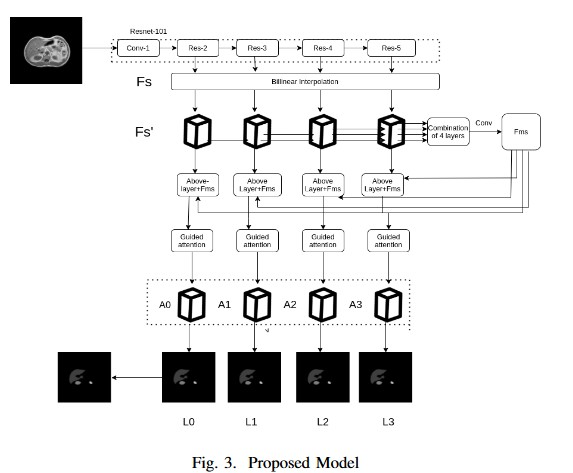 Resnet-101
Conv-1
Res-2
Res-3
Res-4
Res-5
Fs
Billinear Interpolation
Fs'
Combination
of 4 layers
Conv
Fms
Above-
layer+Fms
Above
Layer+Fms
Above
Layer+Fms
Above
Layer+Fms
Guided
attention
Guided
attention
Guided
attention
Guided
attention
A0
A1
A2
A3
L0
L1
L2
L3
Fig. 3. Proposed Model